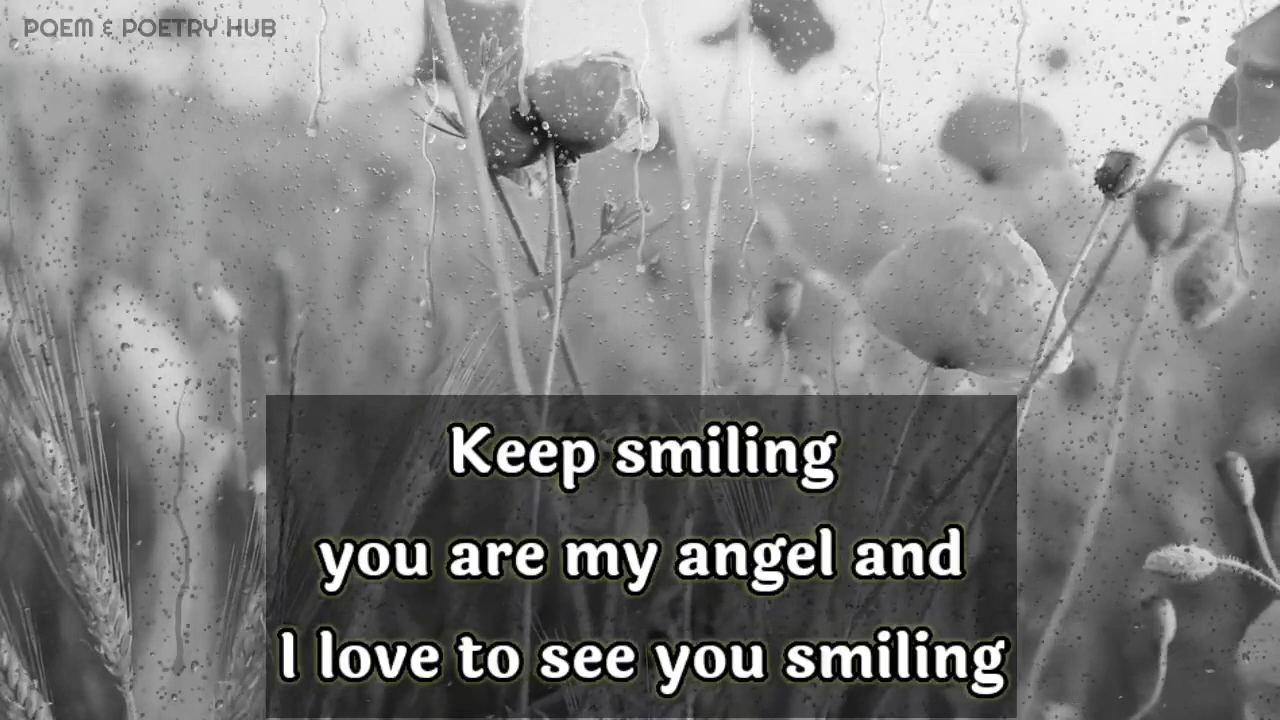 POEM & POETRY HUB
Keep smiling
you are my angel and
I love to see you smiling